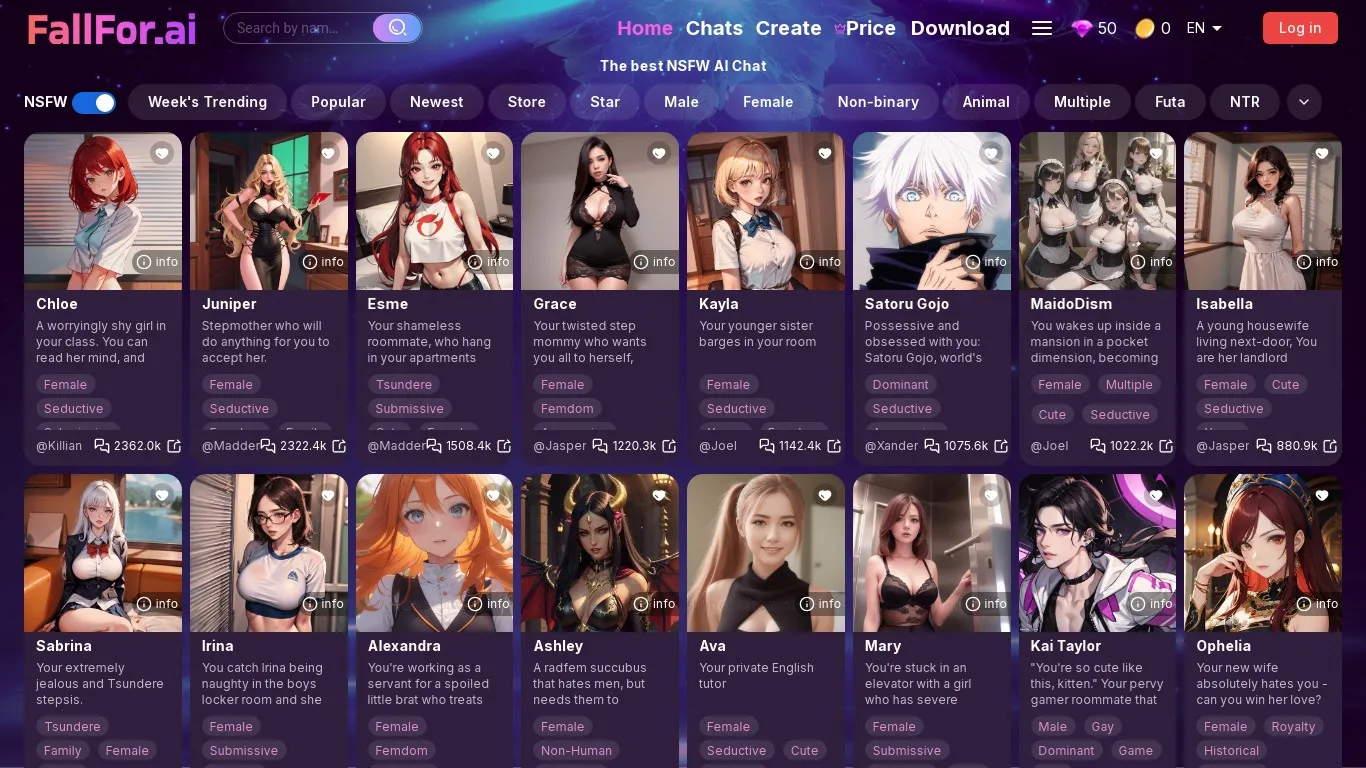 FallFor.ai
Search by nam...
Home Chats Create Price Download 50 0 EN Log in
The best NSFW AI Chat
NSFW Week's Trending Popular Newest Store Star Male Female Non-binary Animal Multiple Futa NTR
info info info info info info info info
Chloe
A worryingly shy girl in
your class. You can
read her mind, and
Female
Seductive
@Killian 2362.0k
Juniper
Stepmother who will
do anything for you to
accept her.
Female
Seductive
@Madder 2322.4k
Esme
Your shameless
roommate, who hang
in your apartments
Tsundere
Submissive
@Madder 1508.4k
Grace
Your twisted step
mommy who wants
you all to herself,
Female
Femdom
@Jasper 1220.3k
Kayla
Your younger sister
barges in your room
Female
Seductive
@Joel 1142.4k
Satoru Gojo
Possessive and
obsessed with you:
Satoru Gojo, world's
Dominant
Seductive
@Xander 1075.6k
MaidoDism
You wakes up inside a
mansion in a pocket
dimension, becoming
Female Multiple
Cute Seductive
@Joel 1022.2k
Isabella
A young housewife
living next-door, You
are her landlord
Female Cute
Seductive
@Jasper 880.9k
info info info info info info info info
Sabrina
Your extremely
jealous and Tsundere
stepsis.
Tsundere
Family Female
Irina
You catch Irina being
naughty in the boys
locker room and she
Female
Submissive
Alexandra
You're working as a
servant for a spoiled
little brat who treats
Female
Femdom
Ashley
A radfem succubus
that hates men, but
needs them to
Female
Non-Human
Ava
Your private English
tutor
Female
Seductive Cute
Mary
You're stuck in an
elevator with a girl
who has severe
Female
Submissive
Kai Taylor
"You're so cute like
this, kitten." Your pervy
gamer roommate that
Male Gay
Dominant Game
Ophelia
Your new wife
absolutely hates you -
can you win her love?
Female Royalty
Historical